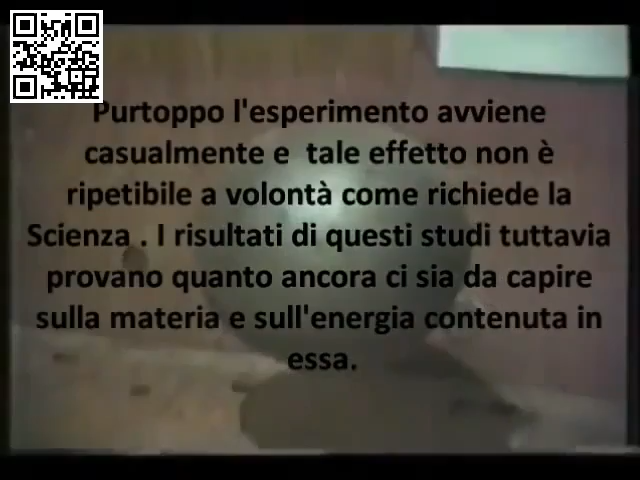 Purtoppo l'esperimento avviene
casualmente e tale effetto non è
ripetibile a volontà come richiede la
Scienza . I risultati di questi studi tuttavia
provano quanto ancora ci sia da capire
sulla materia e sull'energia contenuta in
essa.